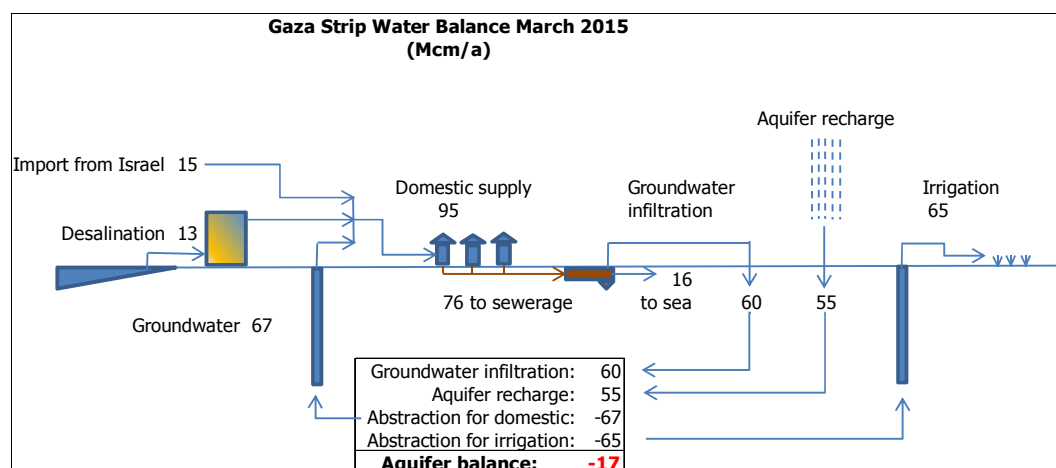 Gaza Strip Water Balance March 2015
(Mcm/a)
Aquifer recharge
Import from Israel 15
Domestic supply
95
Groundwater
infiltration
Irrigation
65
Desalination 13
76 to sewerage
16
to sea
60
55
Groundwater 67
Groundwater infiltration: 60
Aquifer recharge: 55
Abstraction for domestic: -67
Abstraction for irrigation: -65
Aquifer balance: -17